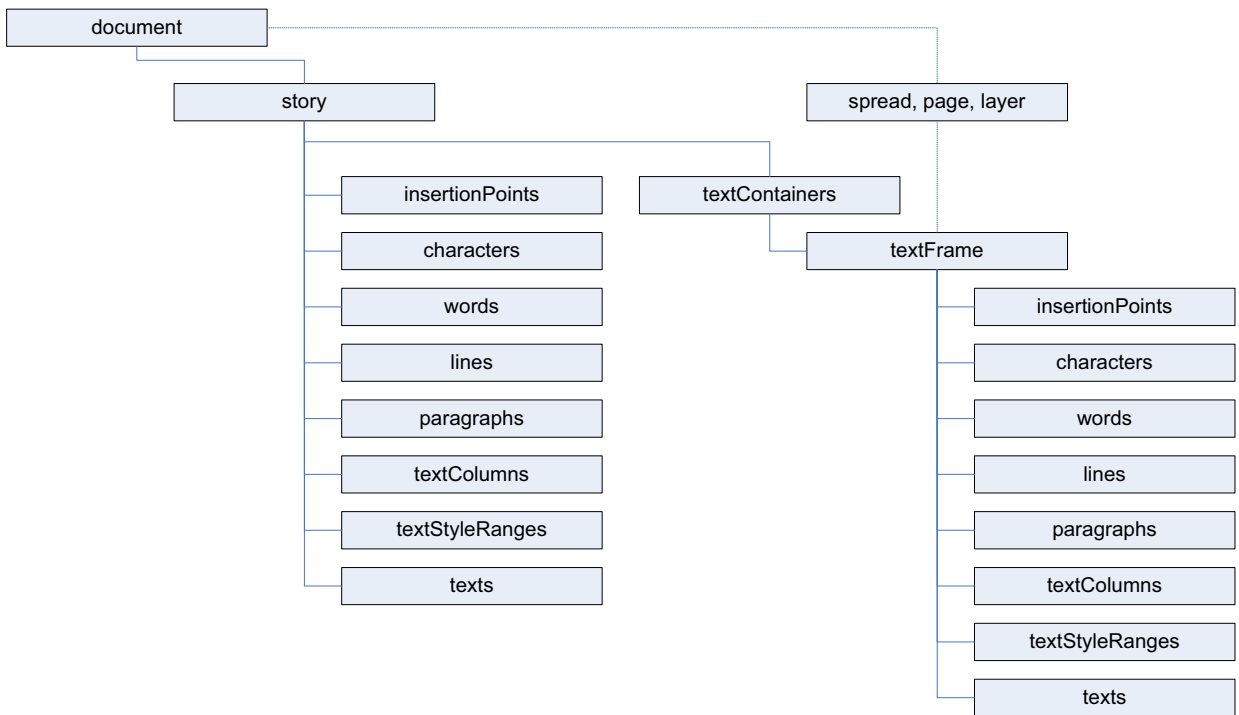 document
story
spread, page, layer
insertionPoints
textContainers
characters
textFrame
words
insertionPoints
lines
characters
paragraphs
words
textColumns
lines
textStyleRanges
paragraphs
texts
textColumns
textStyleRanges
texts